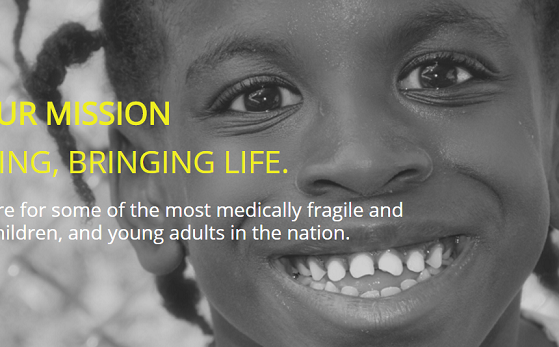 UR MISSION
ING, BRINGING LIFE.
re for some of the most medically fragile and
hildren, and young adults in the nation.